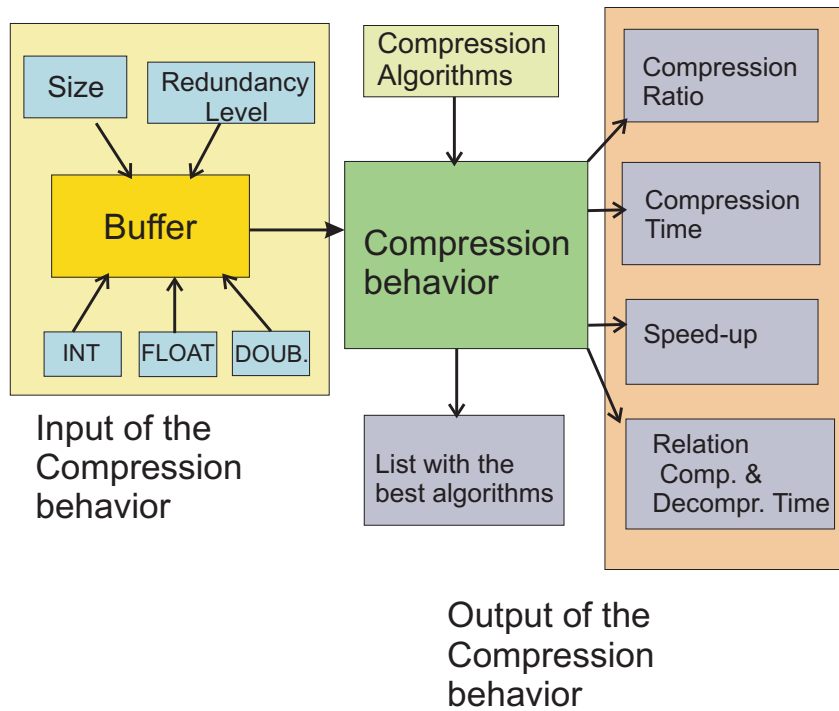 Size
Redundancy
Level
Buffer
INT
FLOAT
DOUB.
Input of the
Compression
behavior
Compression
Algorithms
Compression
behavior
List with the
best algorithms
Compression
Ratio
Compression
Time
Speed-up
Relation
Comp. &
Decompr. Time
Output of the
Compression
behavior